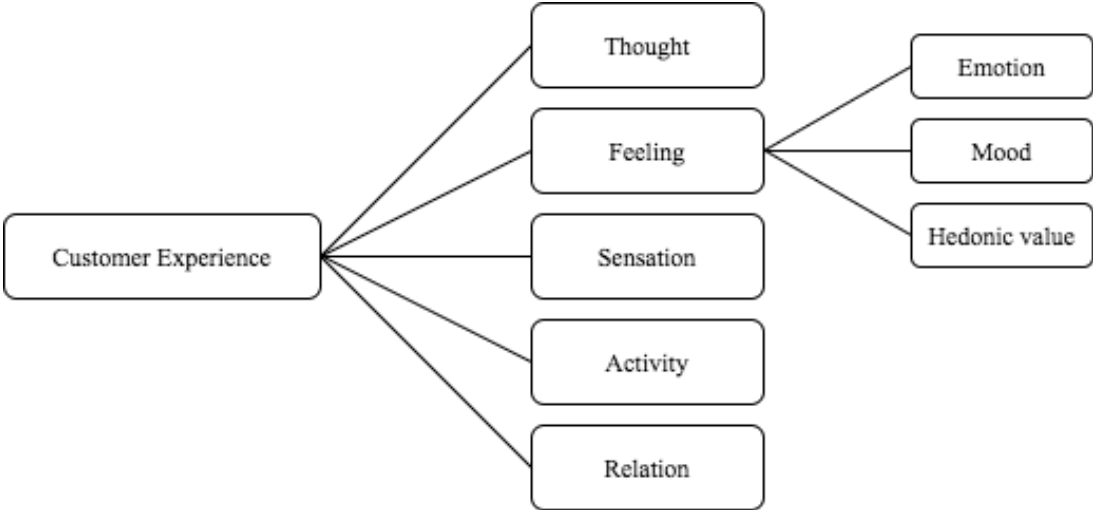 Customer Experience
Thought
Feeling
Sensation
Activity
Relation
Emotion
Mood
Hedonic value